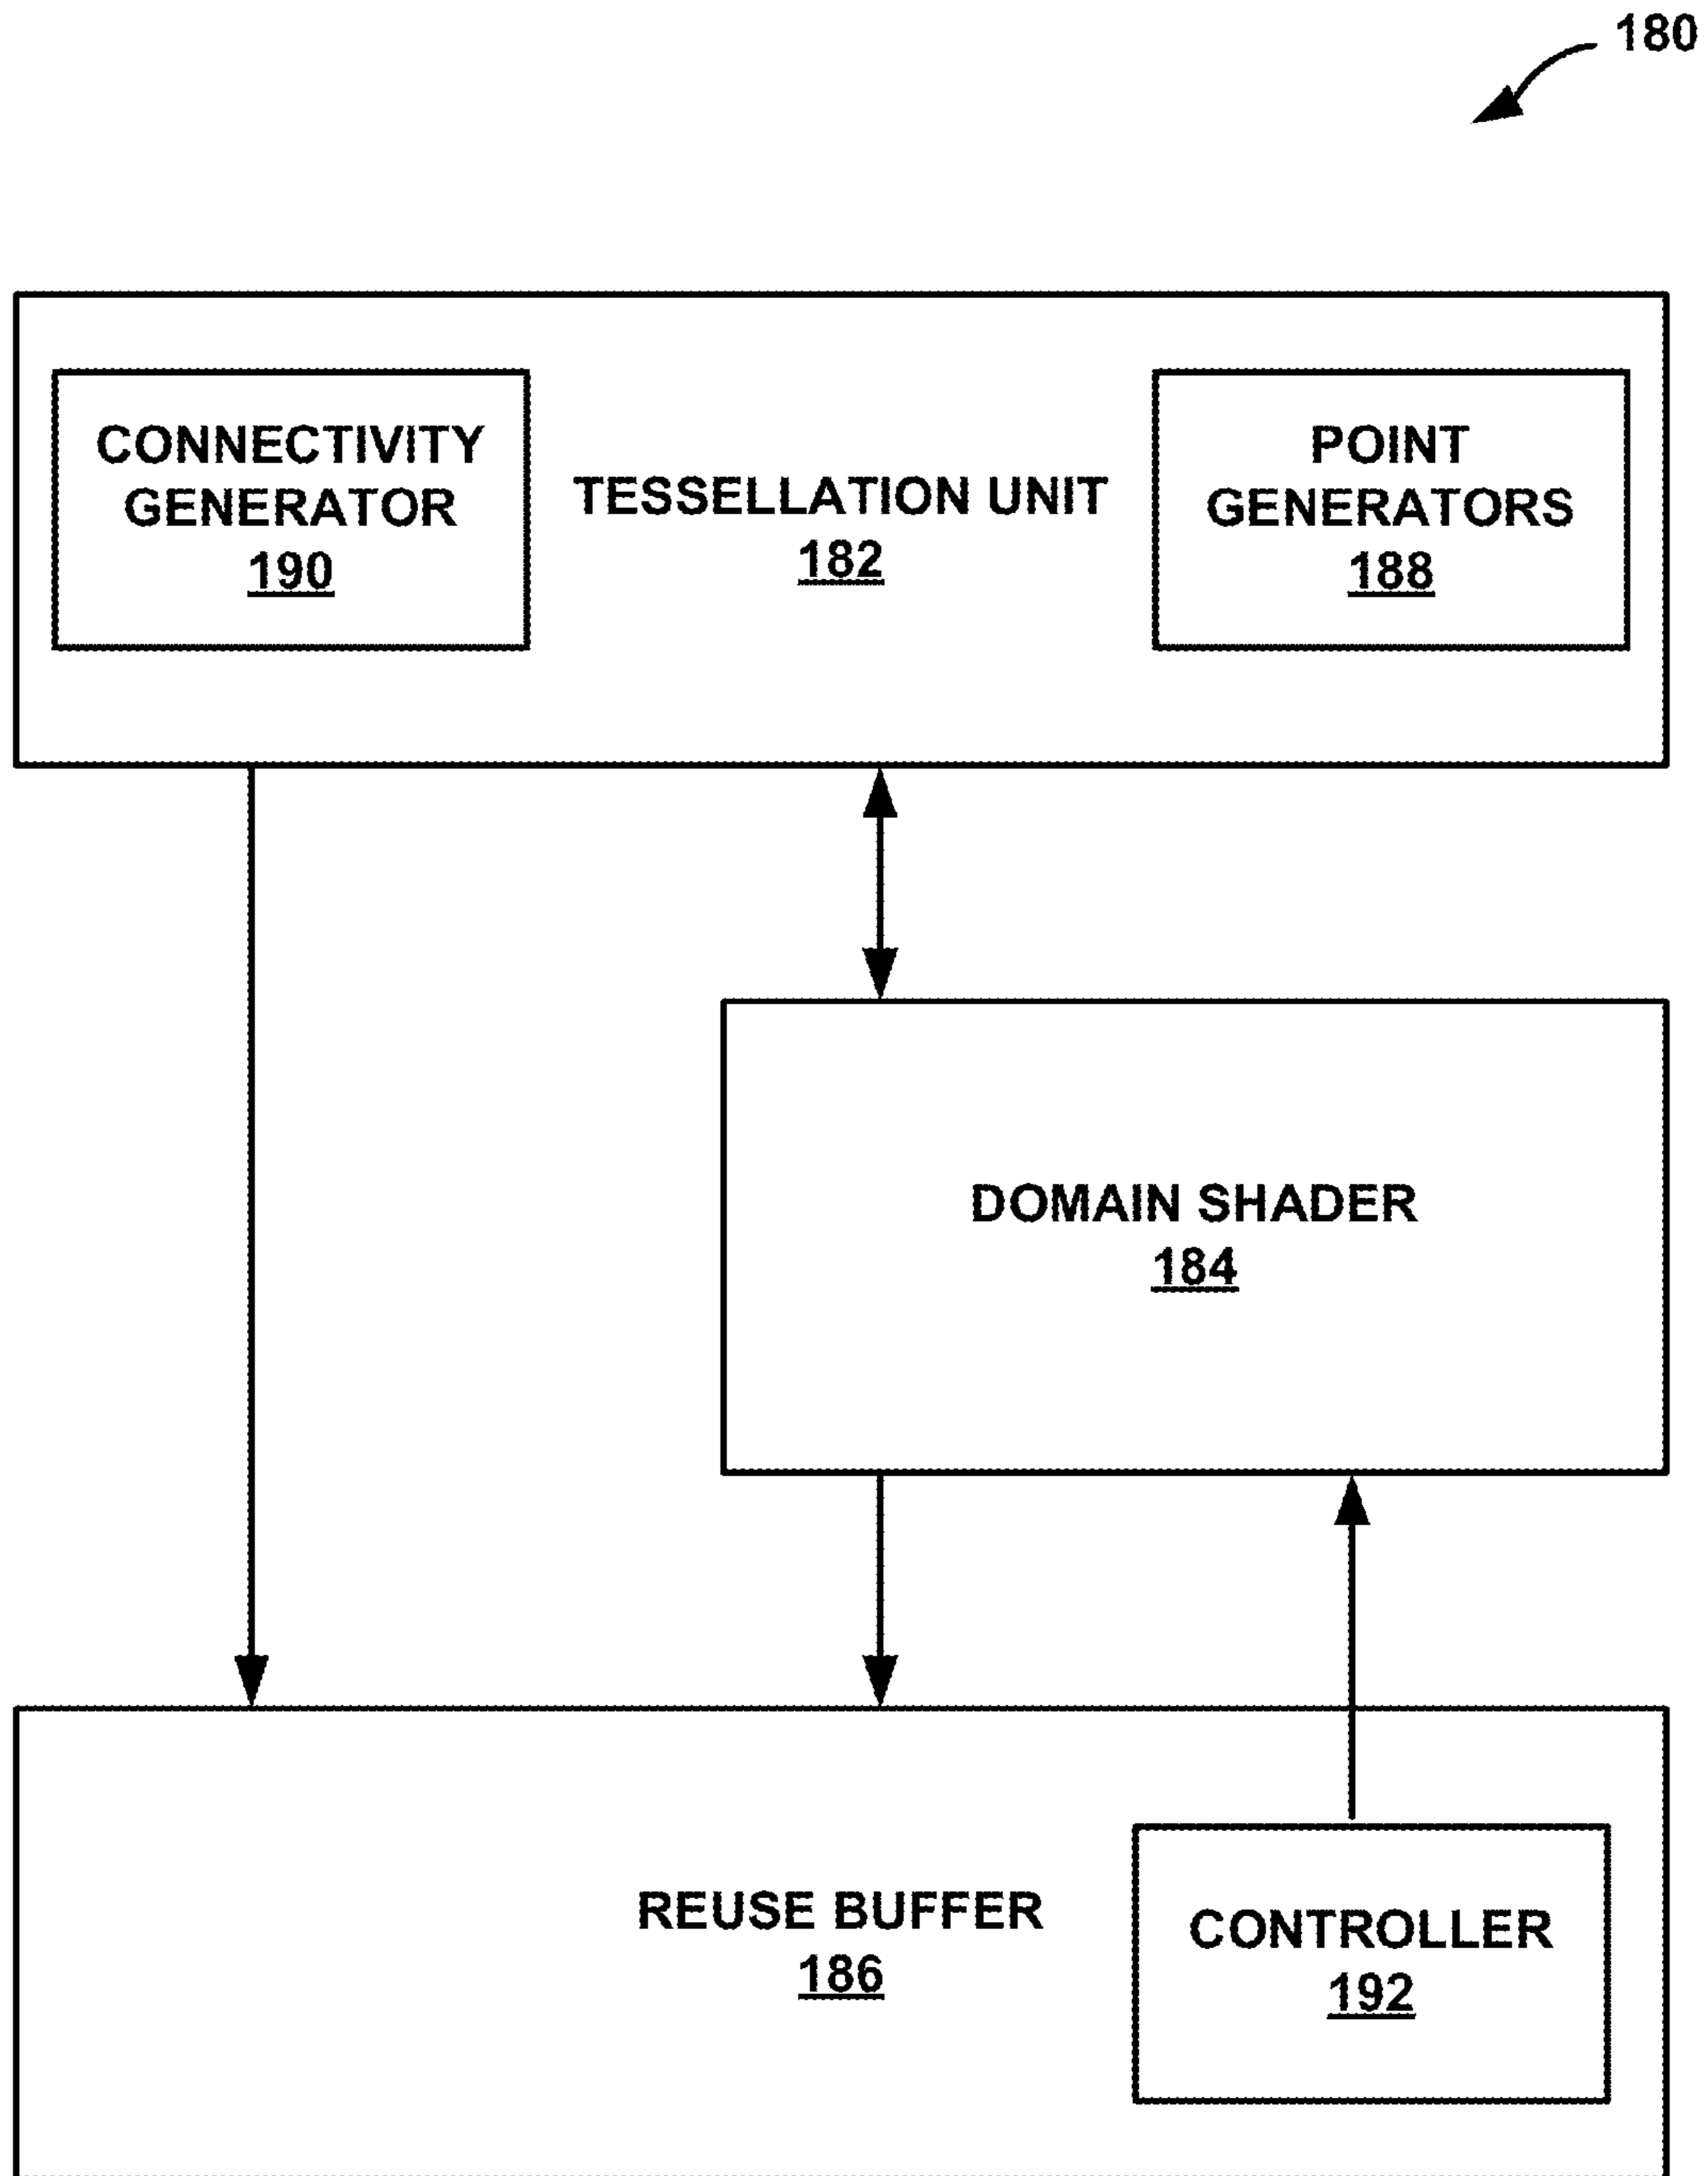 180
CONNECTIVITY
GENERATOR
190
TESSELLATION UNIT
182
POINT
GENERATORS
188
DOMAIN SHADER
184
REUSE BUFFER
186
CONTROLLER
192